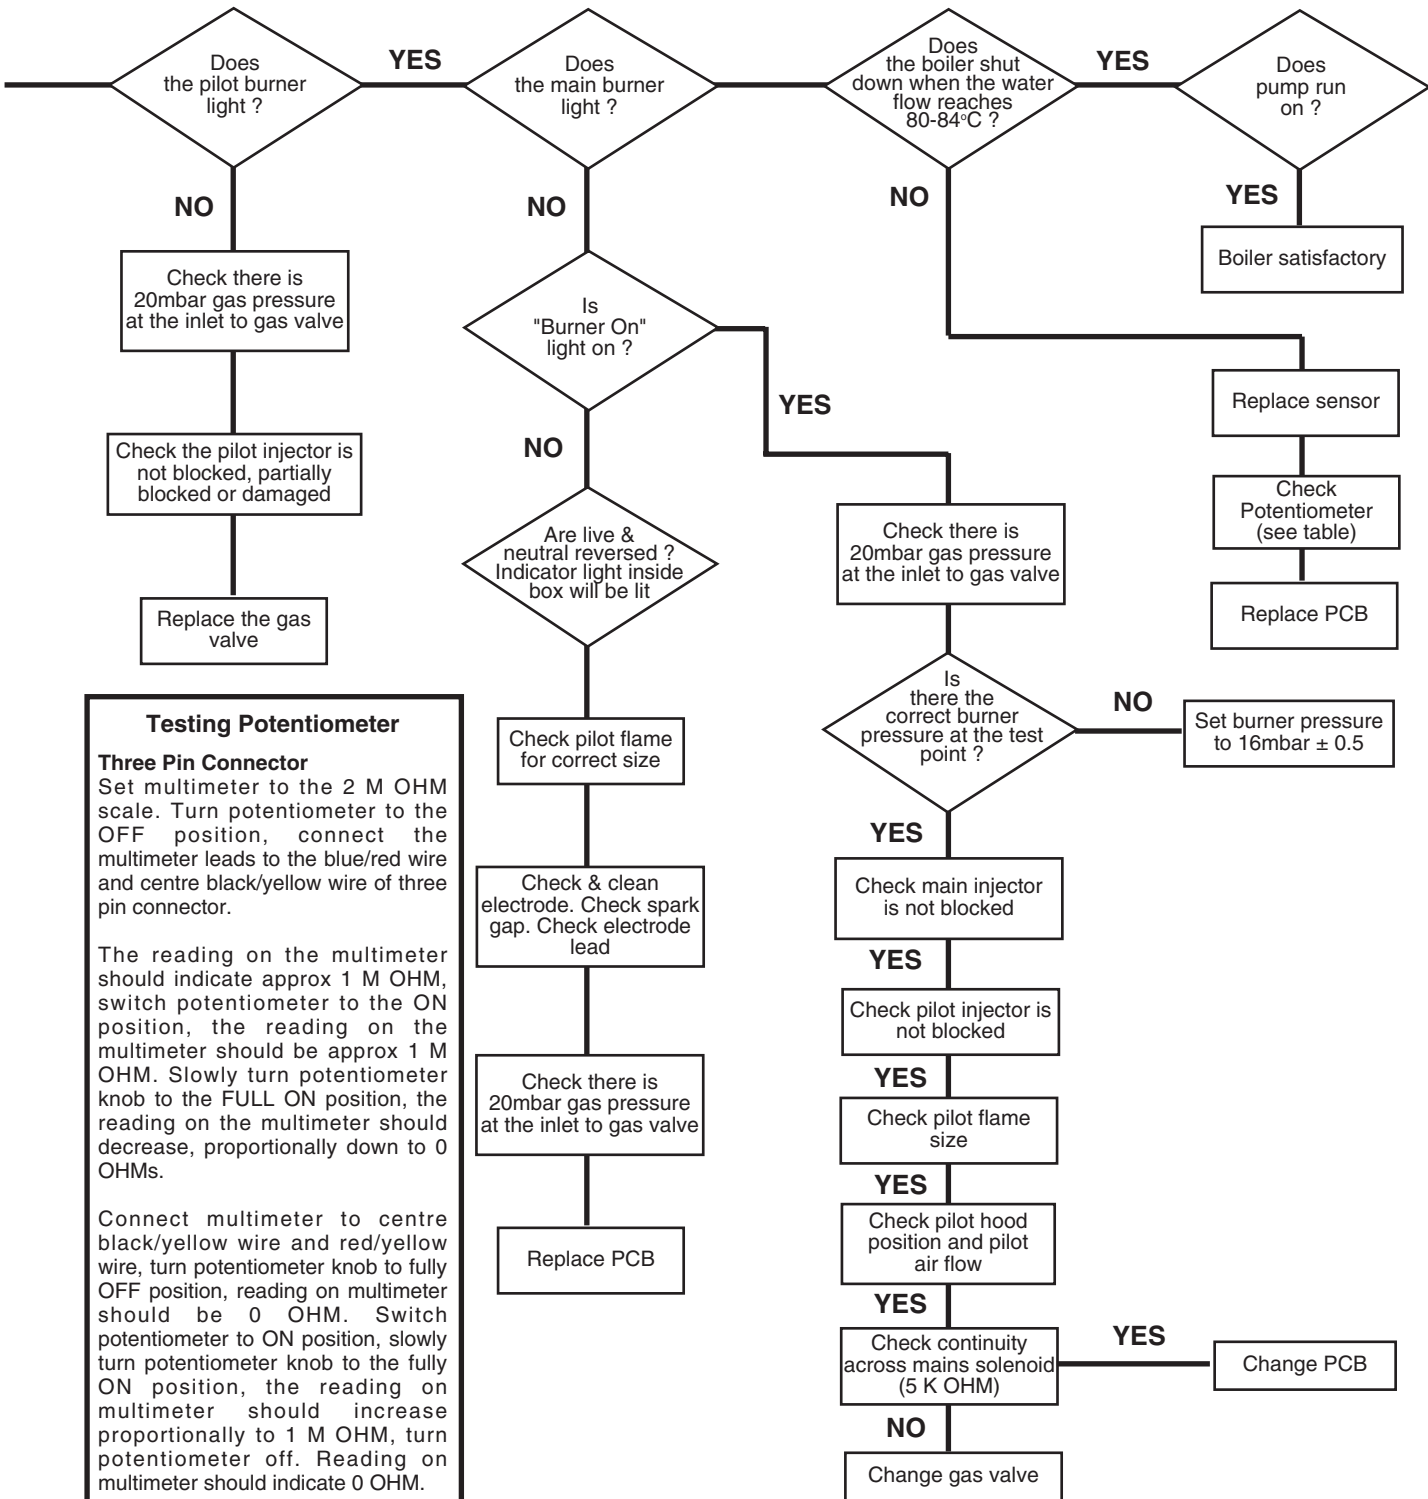 Does
the pilot burner
light ?
YES
Does
the main burner
light ?
Does
the boiler shut
down when the water
flow reaches
80-84°C ?
YES
Does
pump run
on ?
NO
NO
NO
YES
Check there is
20mbar gas pressure
at the inlet to gas valve
Is
"Burner On"
light on ?
Boiler satisfactory
YES
Replace sensor
Check the pilot injector is
not blocked, partially
blocked or damaged
NO
Check
Potentiometer
(see table)
Are live &
neutral reversed ?
Indicator light inside
box will be lit
Check there is
20mbar gas pressure
at the inlet to gas valve
Replace the gas
valve
Replace PCB
Is
there the
correct burner
pressure at the test
point ?
NO
Set burner pressure
to 16mbar ± 0.5
Check pilot flame
for correct size
YES
Check & clean
electrode. Check spark
gap. Check electrode
lead
Check main injector
is not blocked
YES
Check pilot injector is
not blocked
Check there is
20mbar gas pressure
at the inlet to gas valve
YES
Check pilot flame
size
YES
Check pilot hood
position and pilot
air flow
Replace PCB
YES
Check continuity
across mains solenoid
(5 K OHM)
YES
Change PCB
NO
Change gas valve
Testing Potentiometer
Three Pin Connector
Set multimeter to the 2 M OHM
scale. Turn potentiometer to the
OFF position, connect the
multimeter leads to the blue/red wire
and centre black/yellow wire of three
pin connector.
The reading on the multimeter
should indicate approx 1 M OHM,
switch potentiometer to the ON
position, the reading on the
multimeter should be approx 1 M
OHM. Slowly turn potentiometer
knob to the FULL ON position, the
reading on the multimeter should
decrease, proportionally down to 0
OHMs.
Connect multimeter to centre
black/yellow wire and red/yellow
wire, turn potentiometer knob to fully
OFF position, reading on multimeter
should be 0 OHM. Switch
potentiometer to ON position, slowly
turn potentiometer knob to the fully
ON position, the reading on
multimeter should increase
proportionally to 1 M OHM, turn
potentiometer off. Reading on
multimeter should indicate 0 OHM.